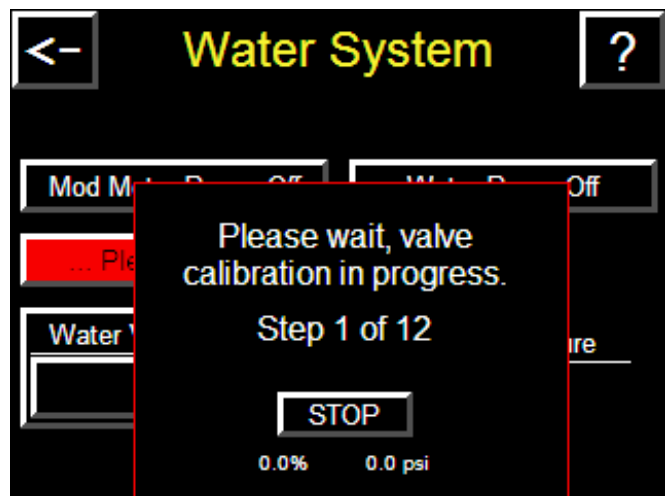 <- Water System ?
Mod M Off
Off
... Ple
Please wait, valve
calibration in progress.
Water
Step 1 of 12
ure
STOP
0.0% 0.0 psi